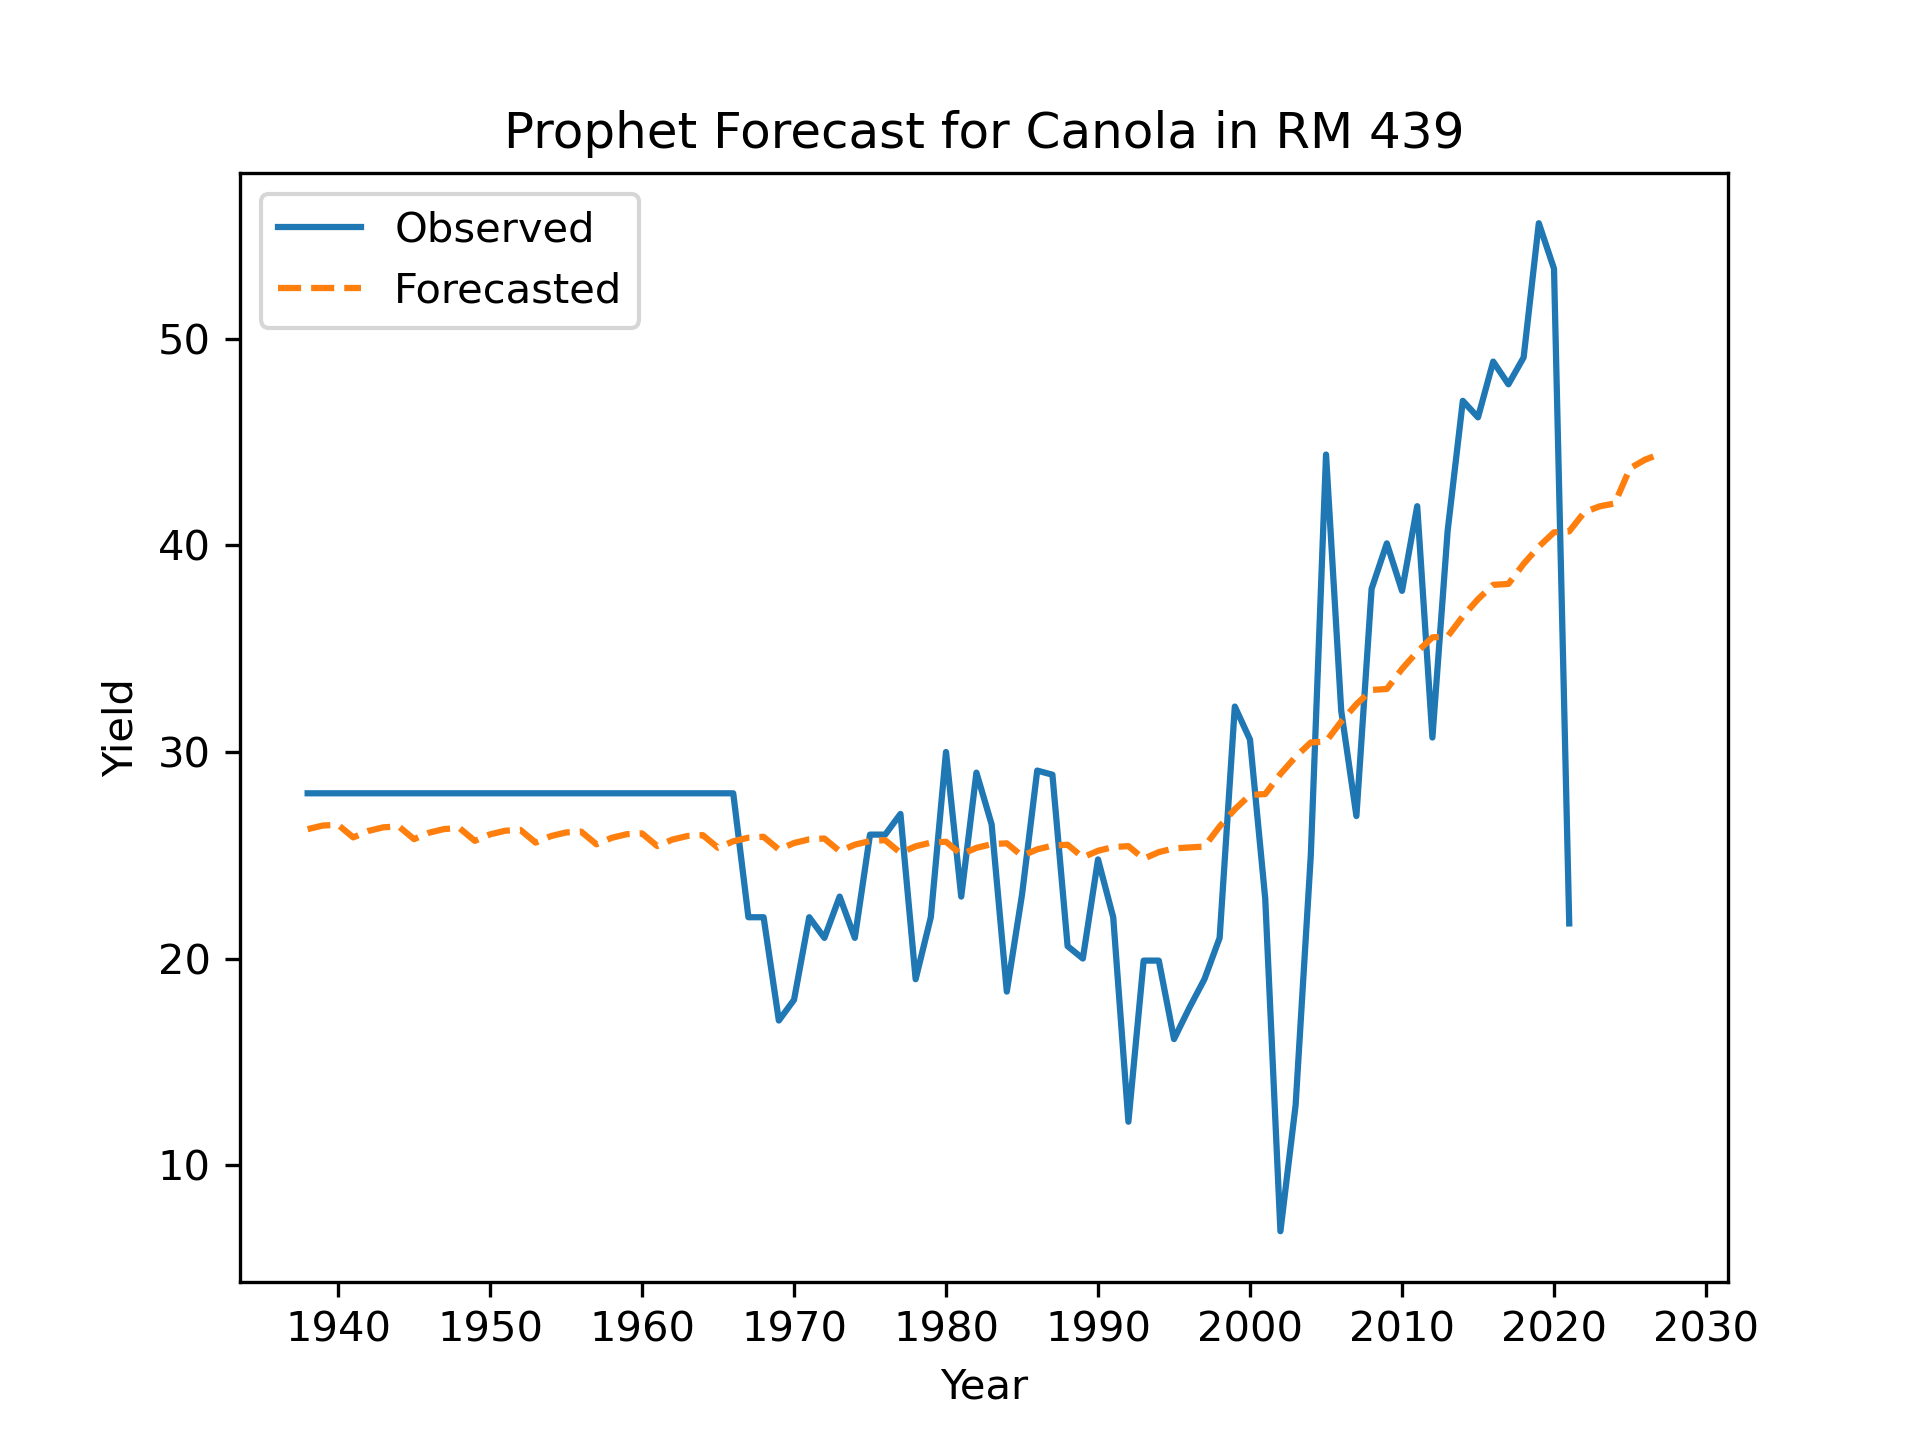 Prophet Forecast for Canola in RM 439
Observed
Forecasted
50
40
30
20
10
Yield
1940 1950 1960 1970 1980 1990 2000 2010 2020 2030
Year